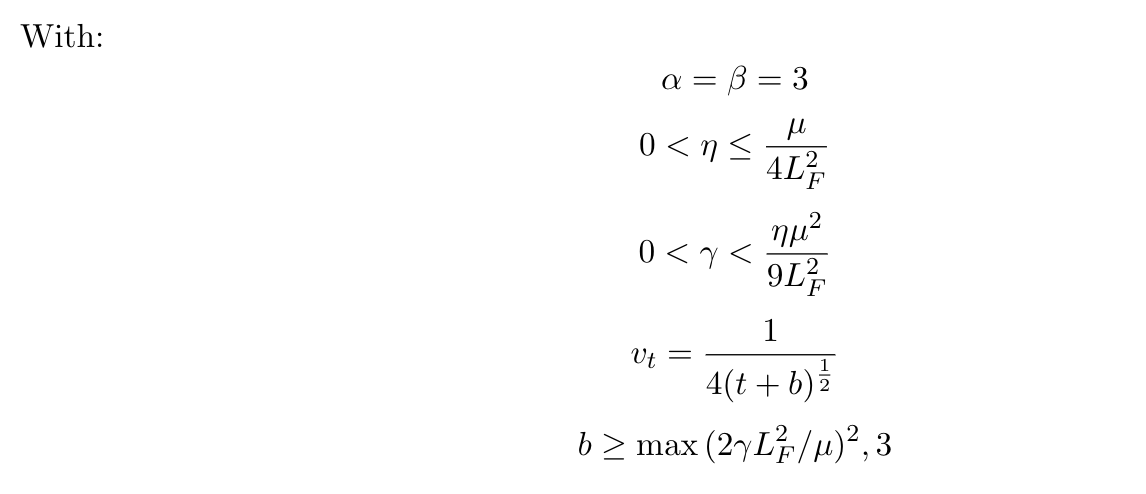 With:
α = β = 3
0 < η ≤ μ / 4L_F^2
0 < γ < ημ^2 / 9L_F^2
v_t = 1 / 4(t + b)^{1/2}
b ≥ max (2γL_F^2/μ)^2, 3